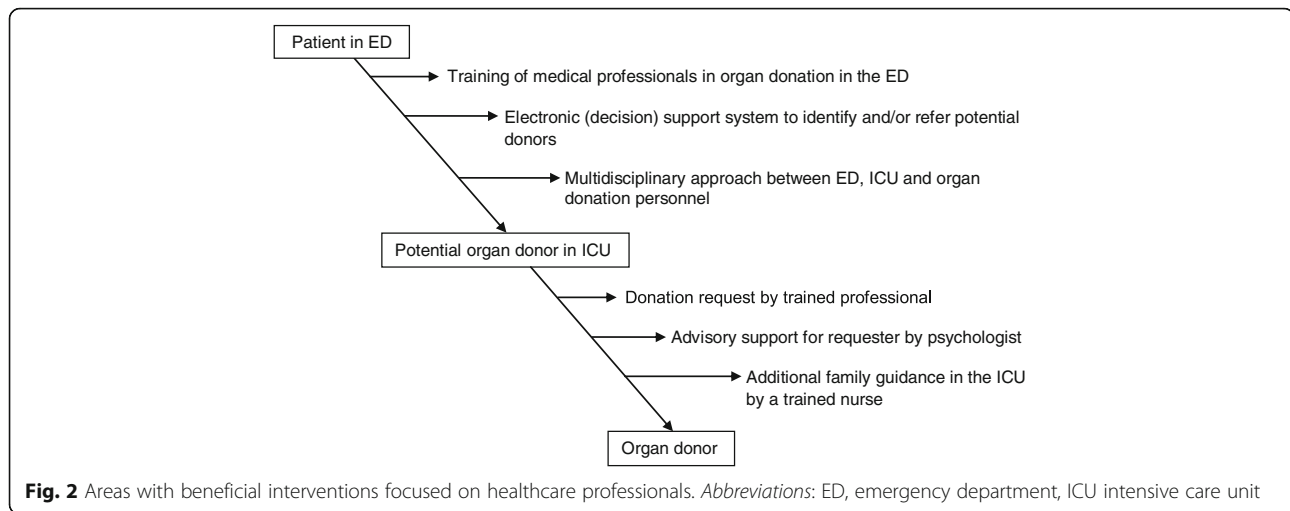 Patient in ED
Training of medical professionals in organ donation in the ED
Electronic (decision) support system to identify and/or refer potential
donors
Multidisciplinary approach between ED, ICU and organ
donation personnel
Potential organ donor in ICU
Donation request by trained professional
Advisory support for requester by psychologist
Additional family guidance in the ICU
by a trained nurse
Organ donor
Fig. 2 Areas with beneficial interventions focused on healthcare professionals. Abbreviations: ED, emergency department, ICU intensive care unit